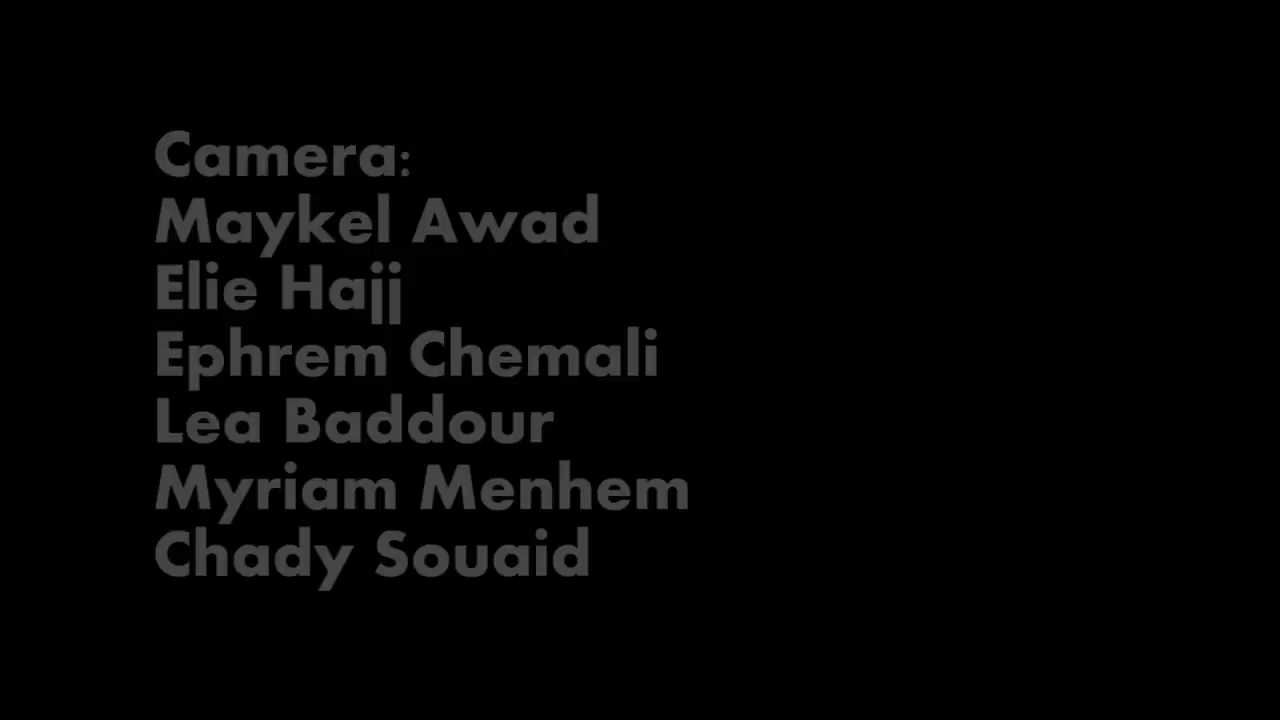 Camera:
Maykel Awad
Elie Hajj
Ephrem Chemali
Lea Baddour
Myriam Menhem
Chady Souaid